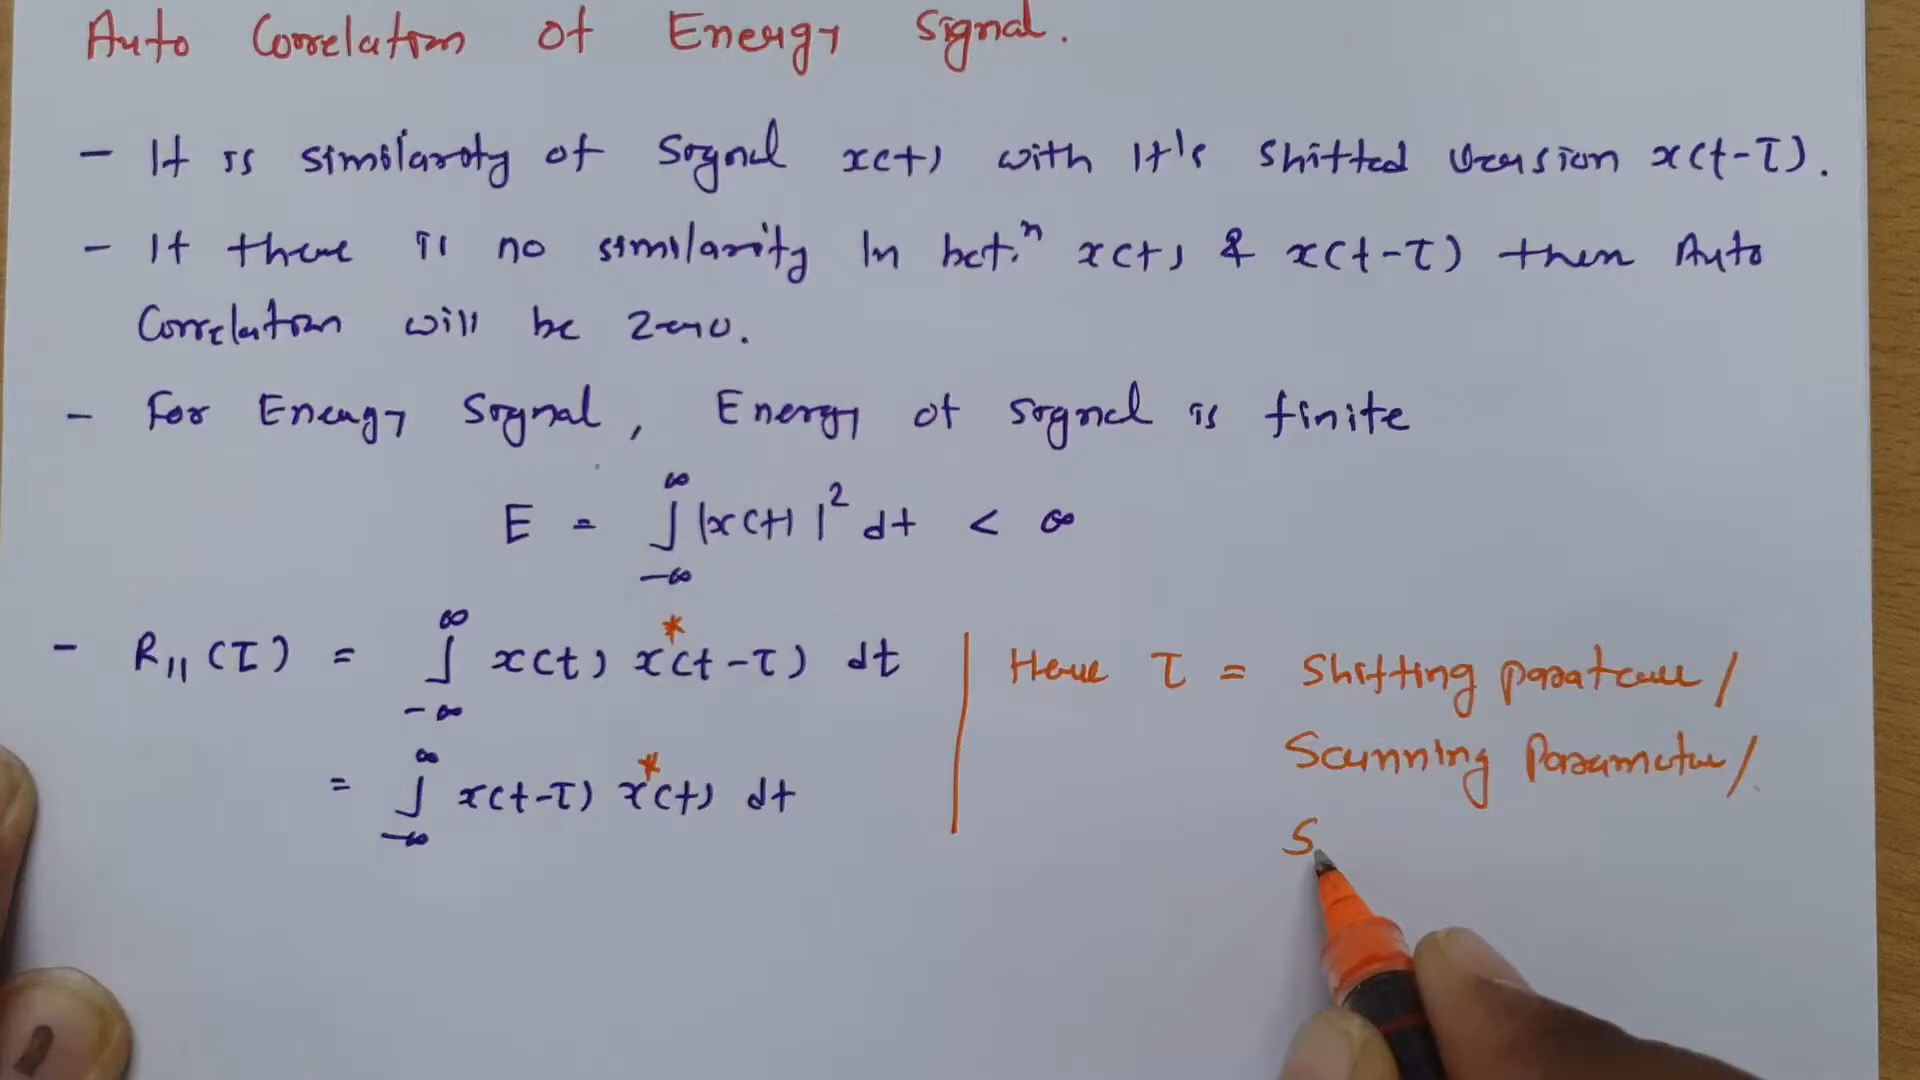 Auto Correlation of Energy Signal.
- It is similarity of Signal x(t) with It's shifted version x(t-τ).
- If there is no similarity In betⁿ x(t) & x(t-τ) then Auto
Correlation will be zero.
- For Energy Signal, Energy of signal is finite
E = ∫_{-∞}^{∞} |x(t)|² dt < ∞
- R₁₁(τ) = ∫_{-∞}^{∞} x(t) x*(t-τ) dt
= ∫_{-∞}^{∞} x(t-τ) x*(t) dt
Here τ = Shifting /
Scanning Parameter /
S